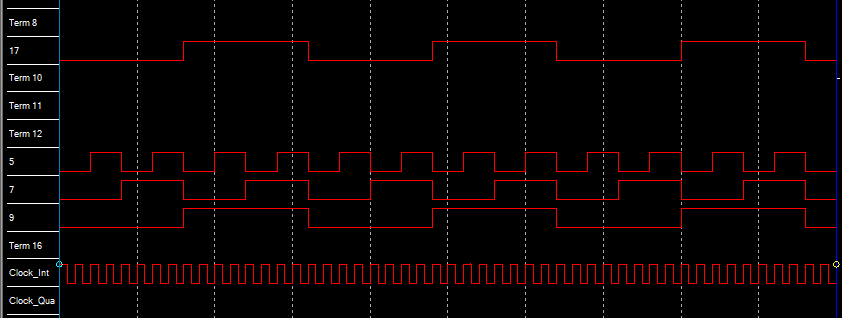 Term 8
17
Term 10
Term 11
Term 12
5
7
9
Term 16
Clock_Int
Clock_Qua